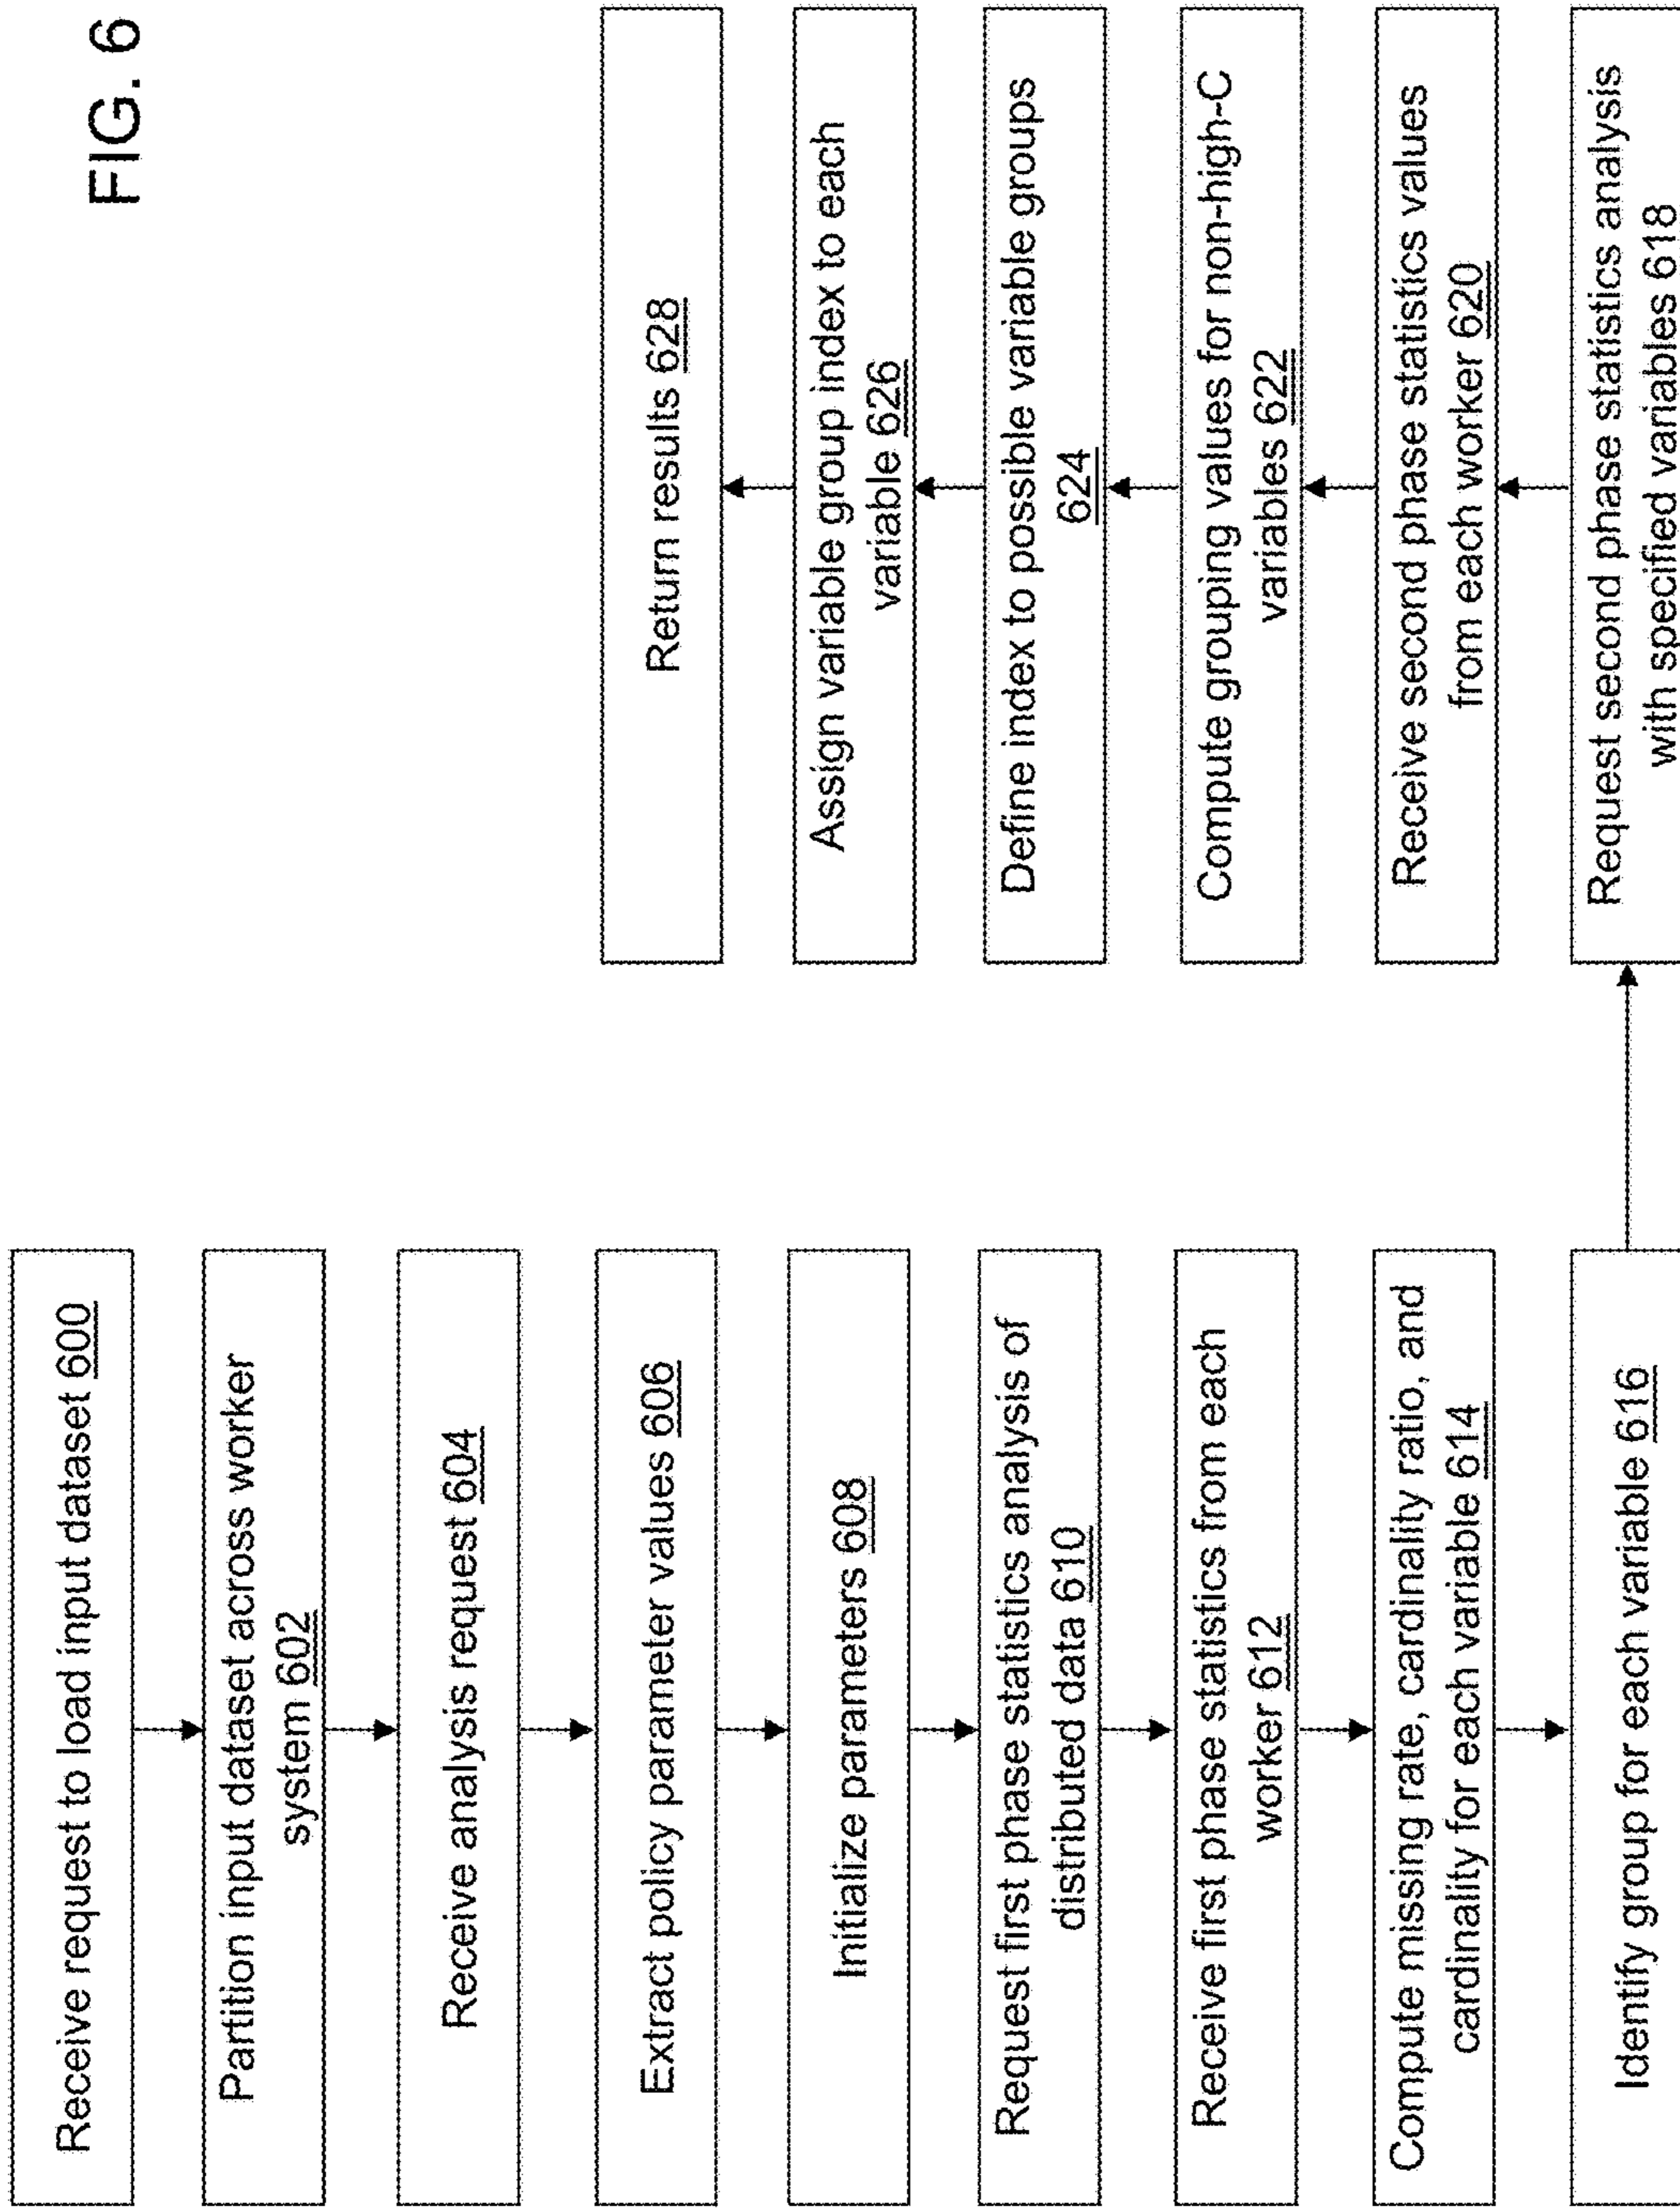 FIG. 6
Receive request to load input dataset 600
Partition input dataset across worker
system 602
Receive analysis request 604
Extract policy parameter values 606
Initialize parameters 608
Request first phase statistics analysis of
distributed data 610
Receive first phase statistics from each
worker 612
Compute missing rate, cardinality ratio, and
cardinality for each variable 614
Identify group for each variable 616
Request second phase statistics analysis
with specified variables 618
Receive second phase statistics values
from each worker 620
Compute grouping values for non-high-C
variables 622
Define index to possible variable groups
624
Assign variable group index to each
variable 626
Return results 628